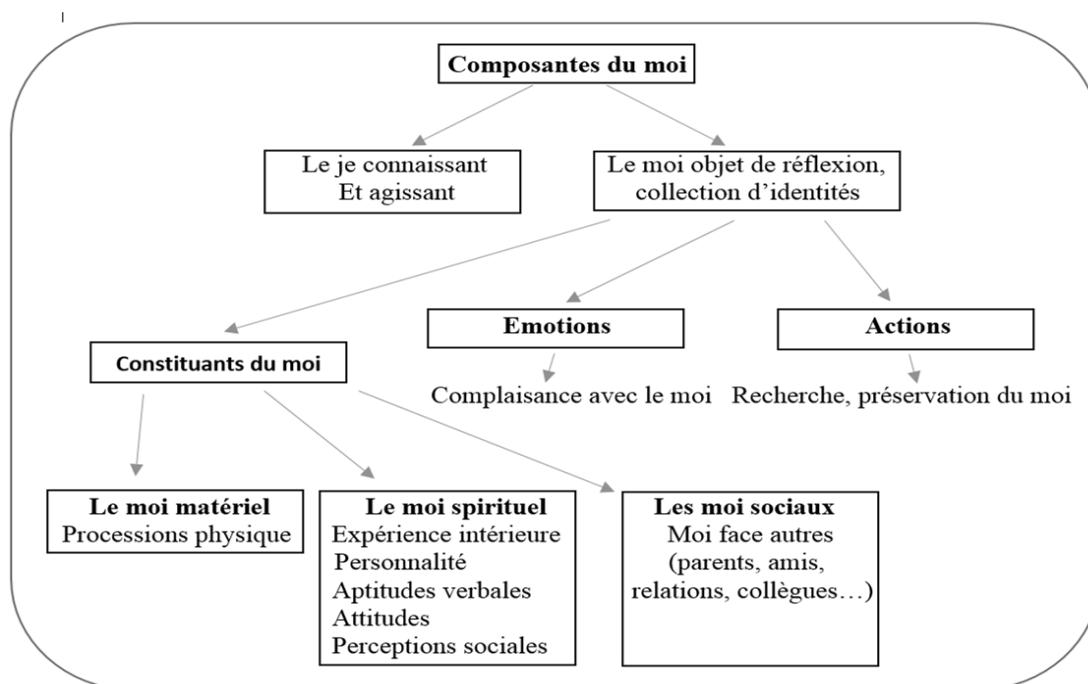 Composantes du moi
Le je connaissant
Et agissant
Le moi objet de réflexion,
collection d’identités
Emotions
Actions
Constituants du moi
Complaisance avec le moi
Recherche, préservation du moi
Le moi matériel
Processions physique
Le moi spirituel
Expérience intérieure
Personnalité
Aptitudes verbales
Attitudes
Perceptions sociales
Les moi sociaux
Moi face autres
(parents, amis,
relations, collègues…)